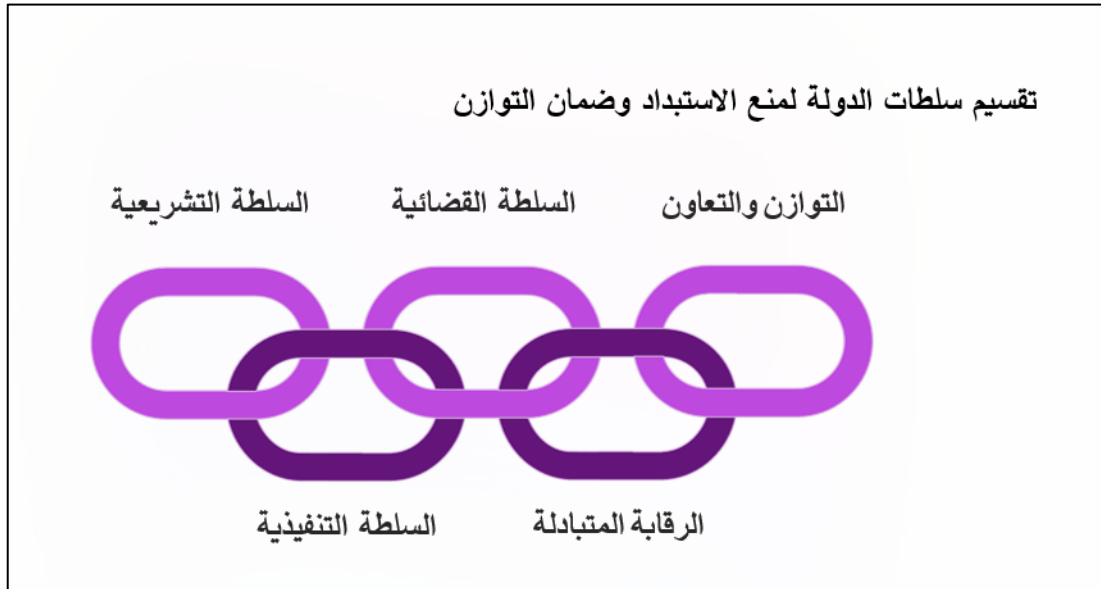 تقسيم سلطات الدولة لمنع الاستبداد وضمان التوازن
التوازن والتعاون
السلطة القضائية
السلطة التشريعية
الرقابة المتبادلة
السلطة التنفيذية